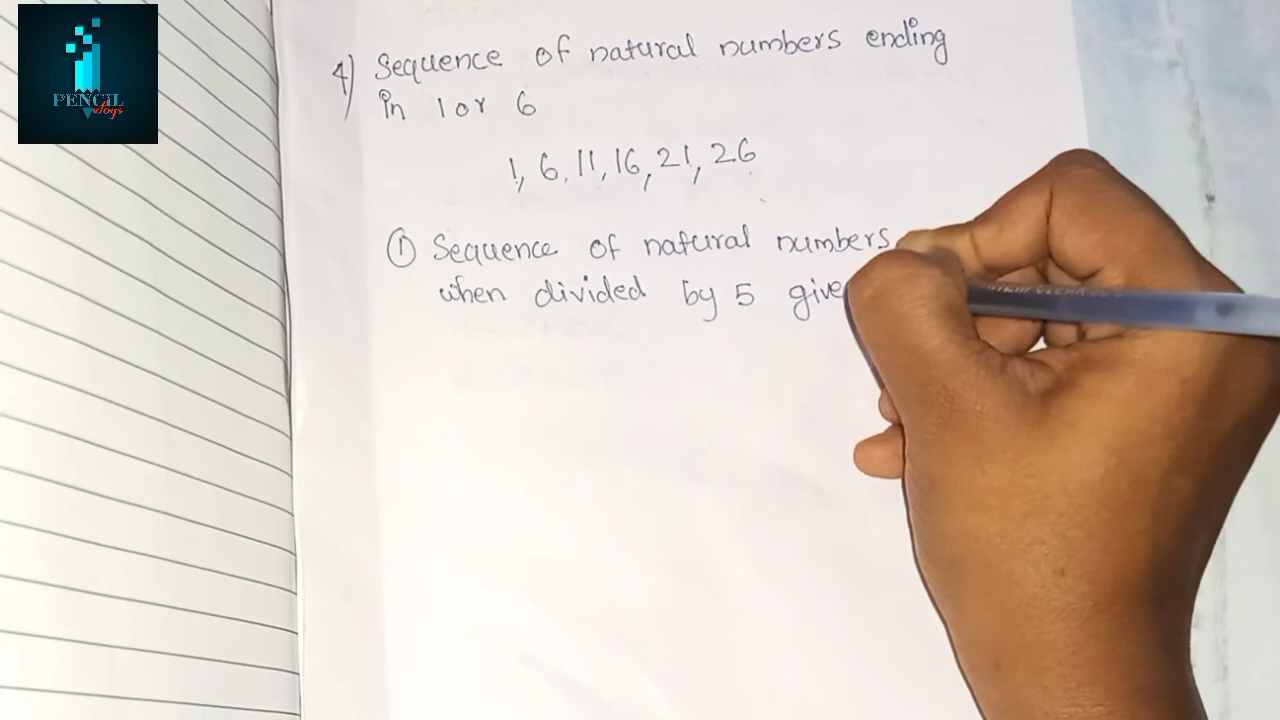 PENCIL
vlogs
4) Sequence of natural numbers ending
in 1 or 6
1, 6, 11, 16, 21, 26
① Sequence of natural numbers
when divided by 5 give